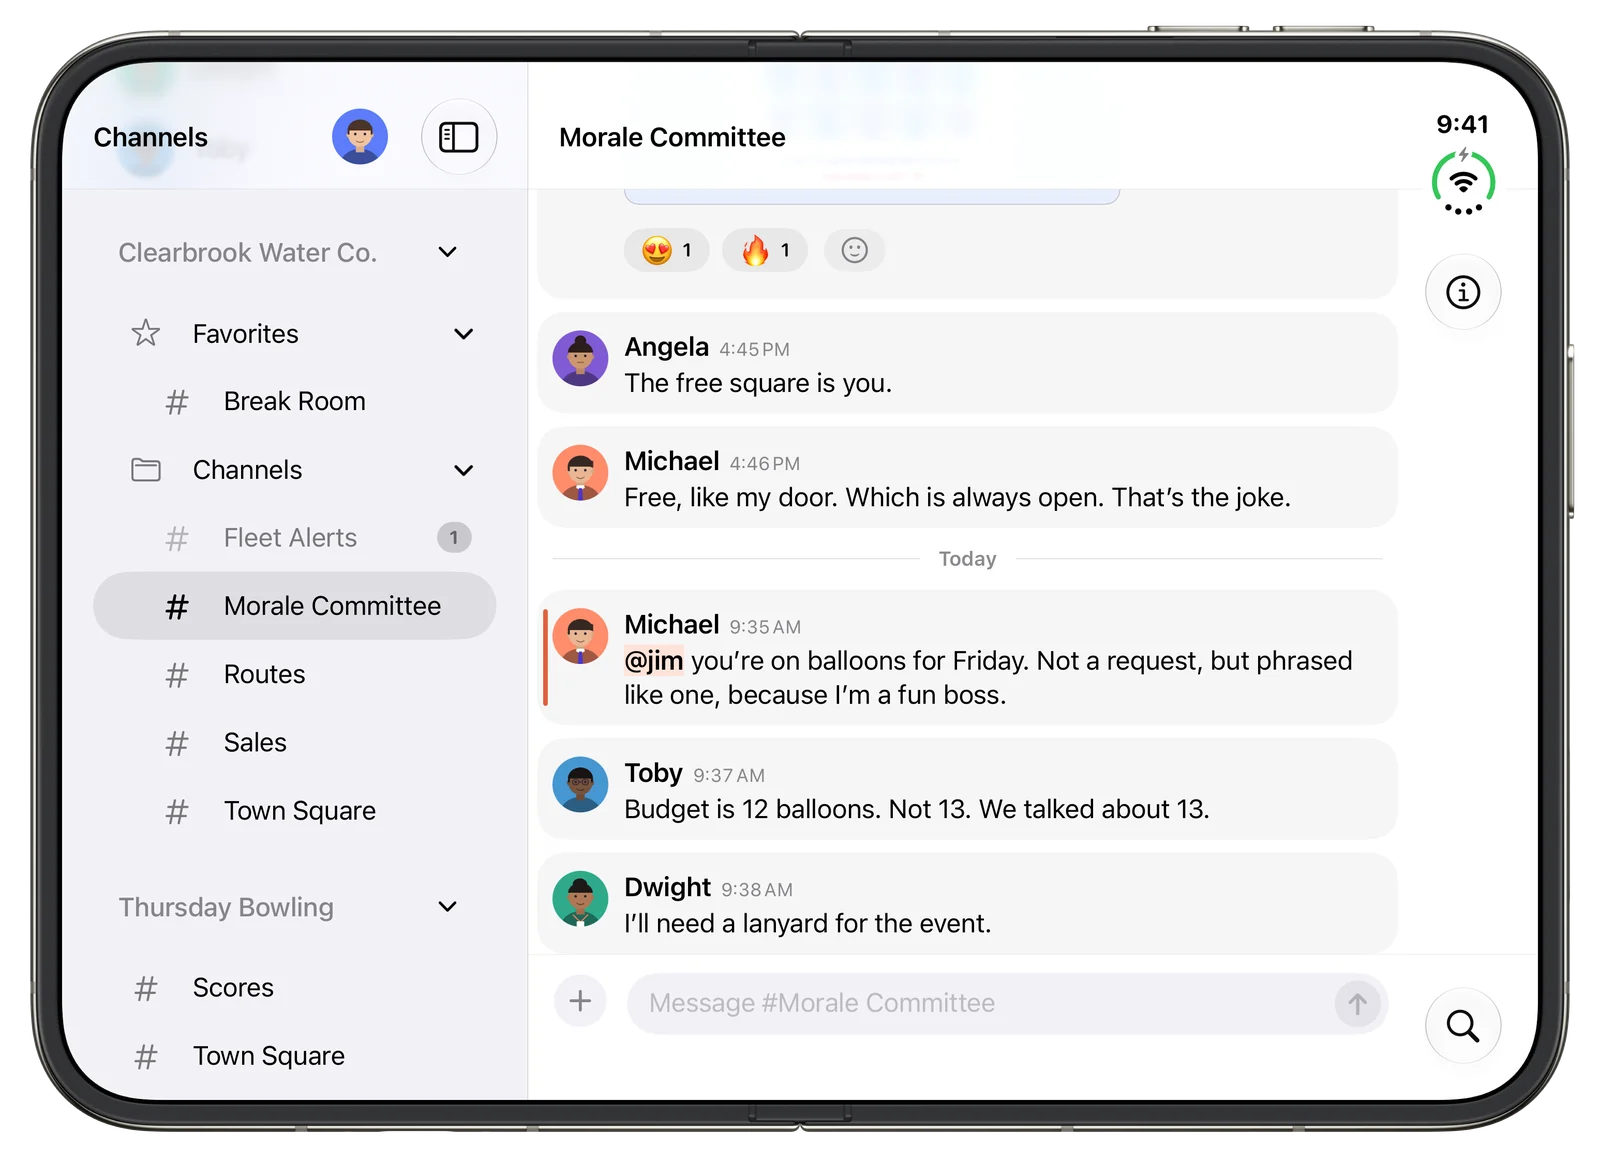 Channels
Clearbrook Water Co.
Favorites
# Break Room
Channels
# Fleet Alerts 1
# Morale Committee
# Routes
# Sales
# Town Square
Thursday Bowling
# Scores
# Town Square
Morale Committee
9:41
😍 1 🔥 1
Angela 4:45 PM
The free square is you.
Michael 4:46 PM
Free, like my door. Which is always open. That’s the joke.
Today
Michael 9:35 AM
@jim you’re on balloons for Friday. Not a request, but phrased
like one, because I’m a fun boss.
Toby 9:37 AM
Budget is 12 balloons. Not 13. We talked about 13.
Dwight 9:38 AM
I’ll need a lanyard for the event.
Message #Morale Committee